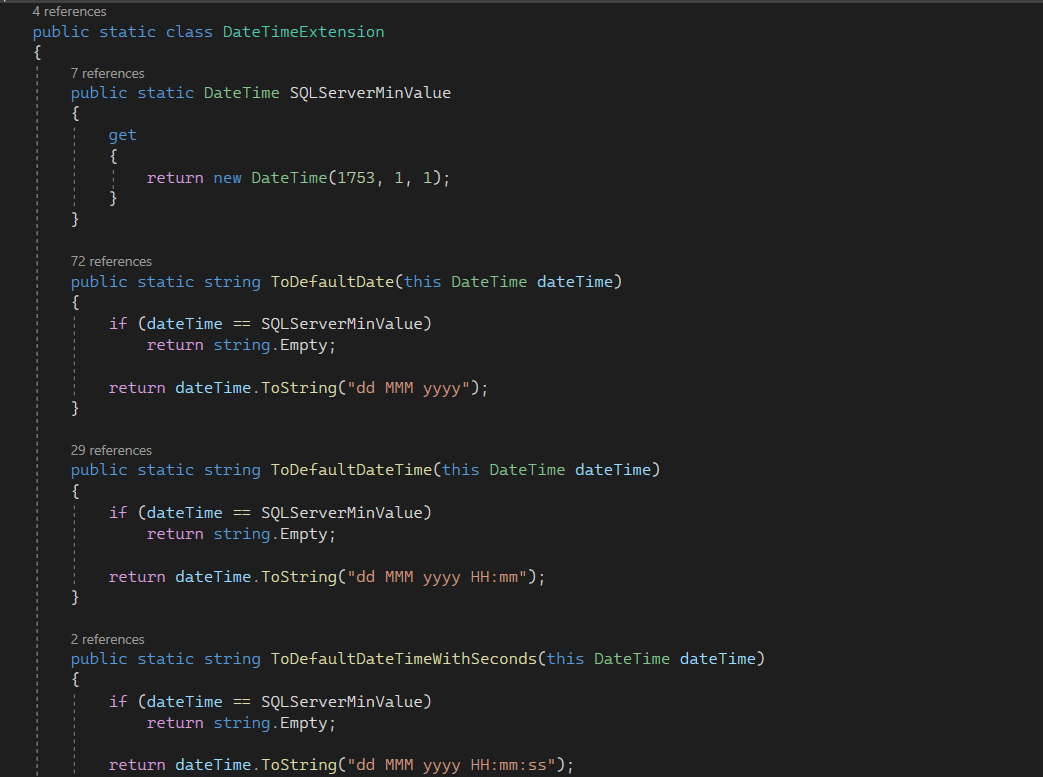 4 references
public static class DateTimeExtension
{
7 references
public static DateTime SQLServerMinValue
{
get
{
return new DateTime(1753, 1, 1);
}
}
72 references
public static string ToDefaultDate(this DateTime dateTime)
{
if (dateTime == SQLServerMinValue)
return string.Empty;
return dateTime.ToString("dd MMM yyyy");
}
29 references
public static string ToDefaultDateTime(this DateTime dateTime)
{
if (dateTime == SQLServerMinValue)
return string.Empty;
return dateTime.ToString("dd MMM yyyy HH:mm");
}
2 references
public static string ToDefaultDateTimeWithSeconds(this DateTime dateTime)
{
if (dateTime == SQLServerMinValue)
return string.Empty;
return dateTime.ToString("dd MMM yyyy HH:mm:ss");